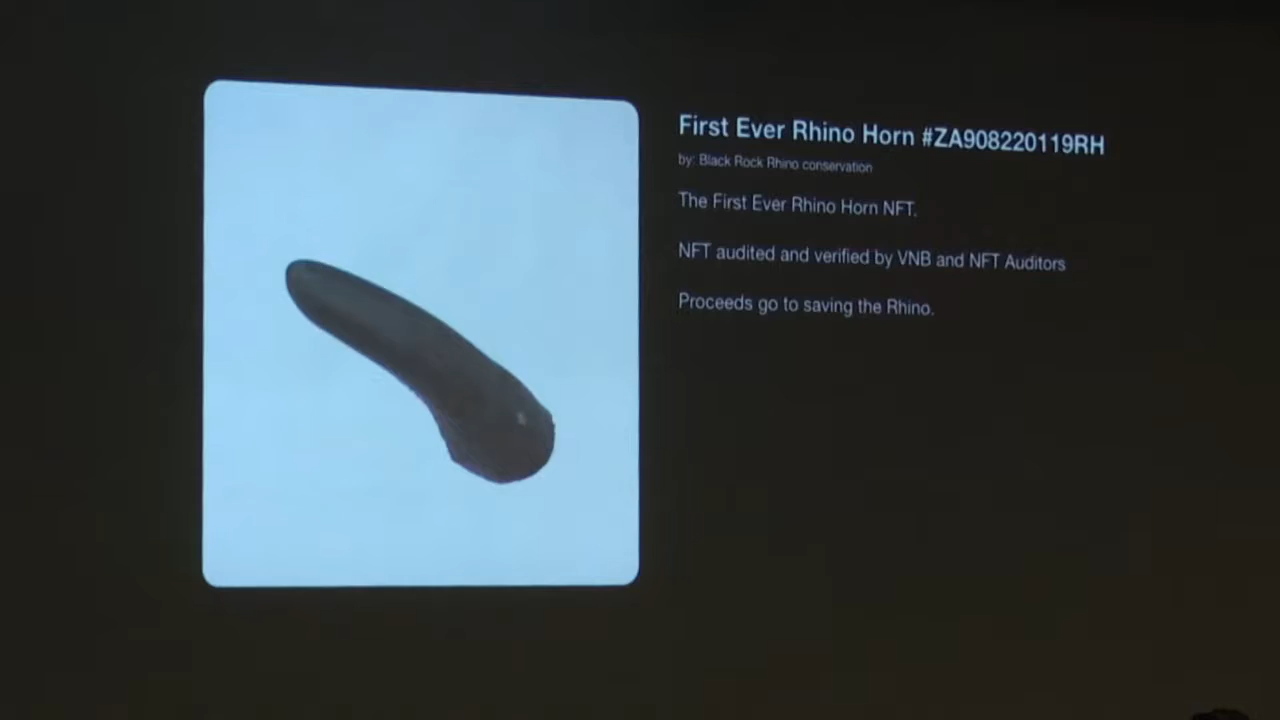 First Ever Rhino Horn #ZA908220119RH
by: Black Rock Rhino conservation
The First Ever Rhino Horn NFT.
NFT audited and verified by VNB and NFT Auditors
Proceeds go to saving the Rhino.